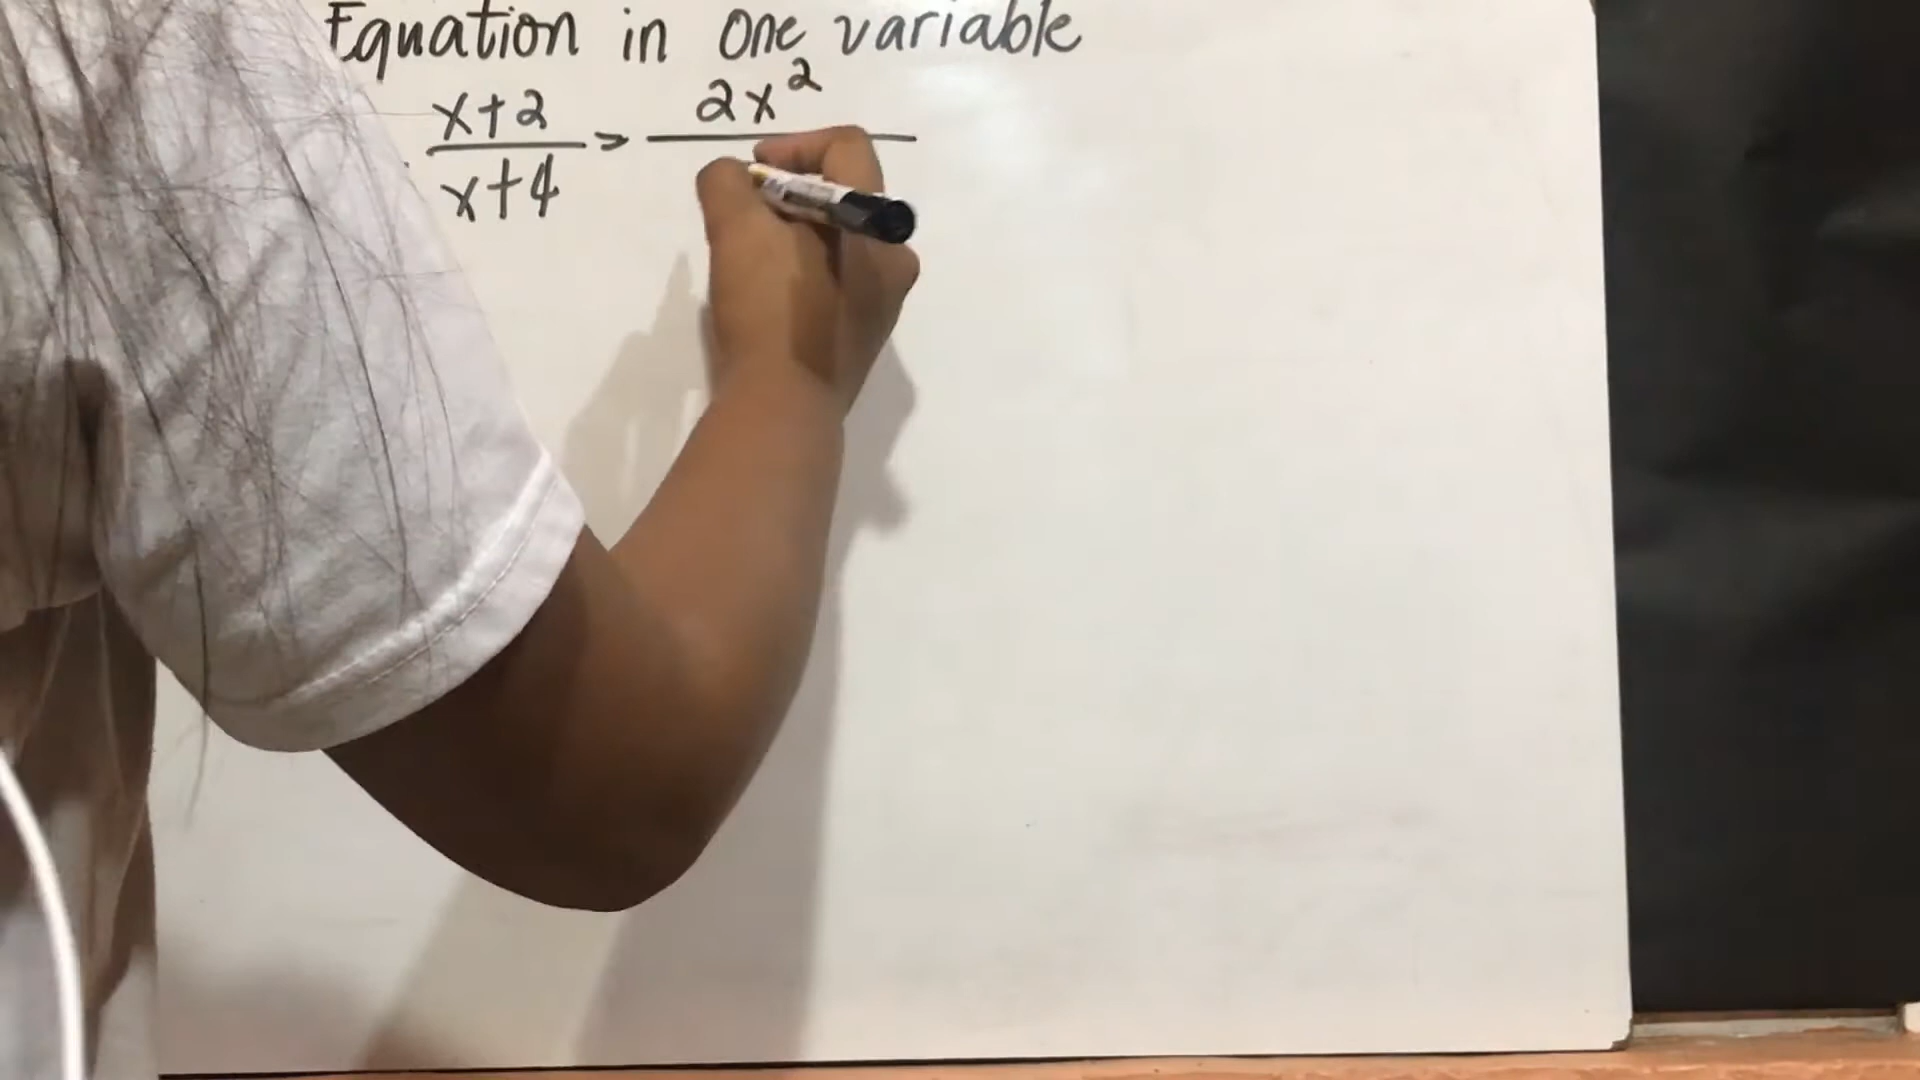 Equation in one variable
x+2 / x+4 = 2x²